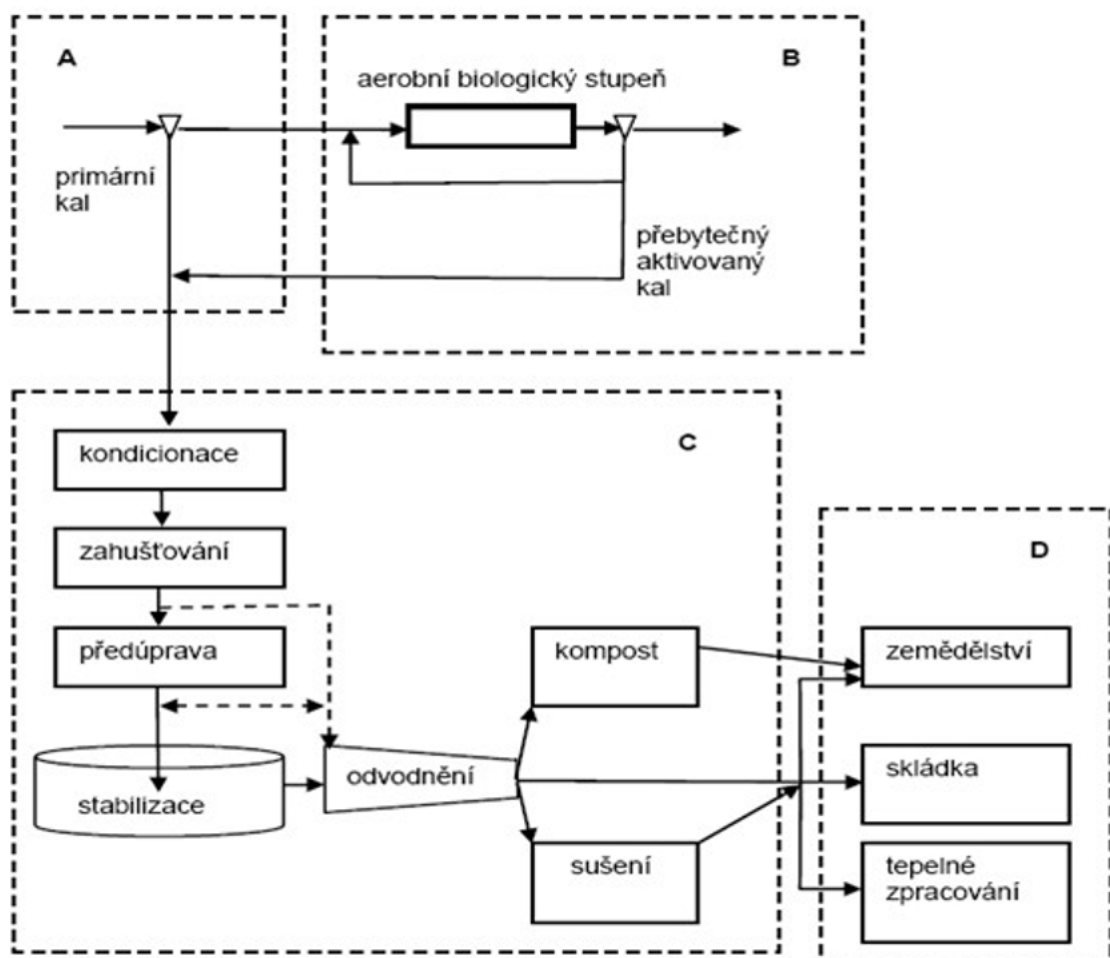 A
B
aerobní biologický stupeň
primární
kal
přebytečný
aktivovaný
kal
C
kondicionace
zahušťování
předúprava
stabilizace
odvodnění
kompost
sušení
D
zemědělství
skládka
tepelné
zpracování